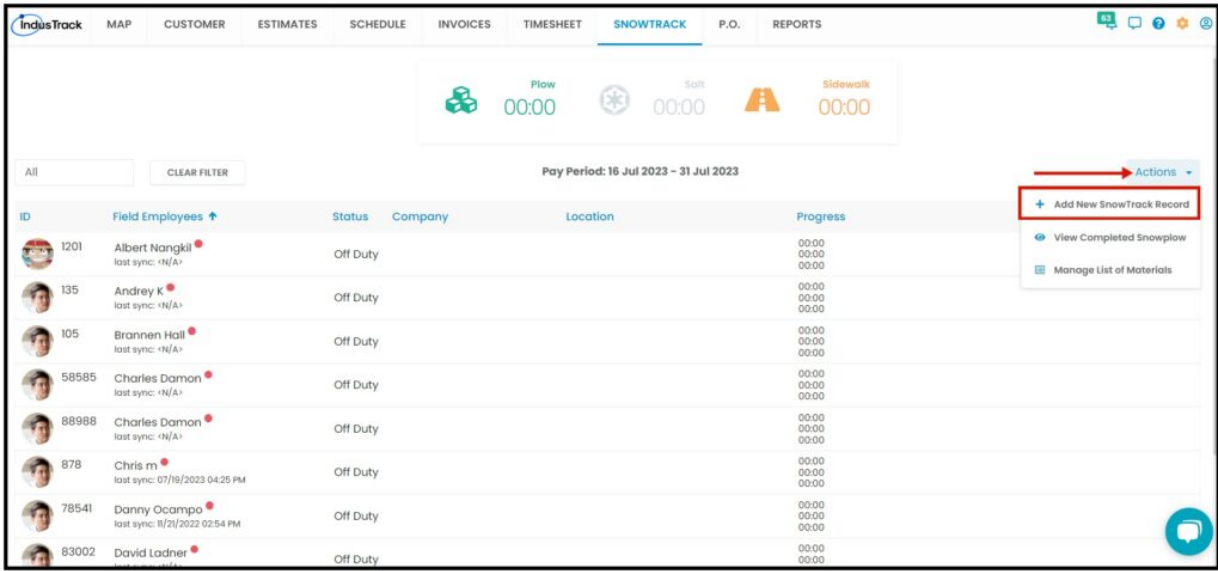 IndusTrack MAP CUSTOMER ESTIMATES SCHEDULE INVOICES TIMESHEET SNOWTRACK P.O. REPORTS 63
Plow Salt Sidewalk
00:00 00:00 00:00
All CLEAR FILTER Pay Period: 16 Jul 2023 - 31 Jul 2023 Actions
Add New SnowTrack Record
View Completed Snowplow
Manage List of Materials
ID Field Employees Status Company Location Progress
1201 Albert Nangkil Off Duty 00:00
last sync: <N/A> 00:00
00:00
135 Andrey K Off Duty 00:00
last sync: <N/A> 00:00
00:00
105 Brannen Hall Off Duty 00:00
last sync: <N/A> 00:00
00:00
58585 Charles Damon Off Duty 00:00
last sync: <N/A> 00:00
00:00
88988 Charles Damon Off Duty 00:00
last sync: <N/A> 00:00
00:00
878 Chris m Off Duty 00:00
last sync: 07/19/2023 04:25 PM 00:00
00:00
78541 Danny Ocampo Off Duty 00:00
last sync: 11/21/2022 02:54 PM 00:00
00:00
83002 David Ladner Off Duty 00:00
00:00